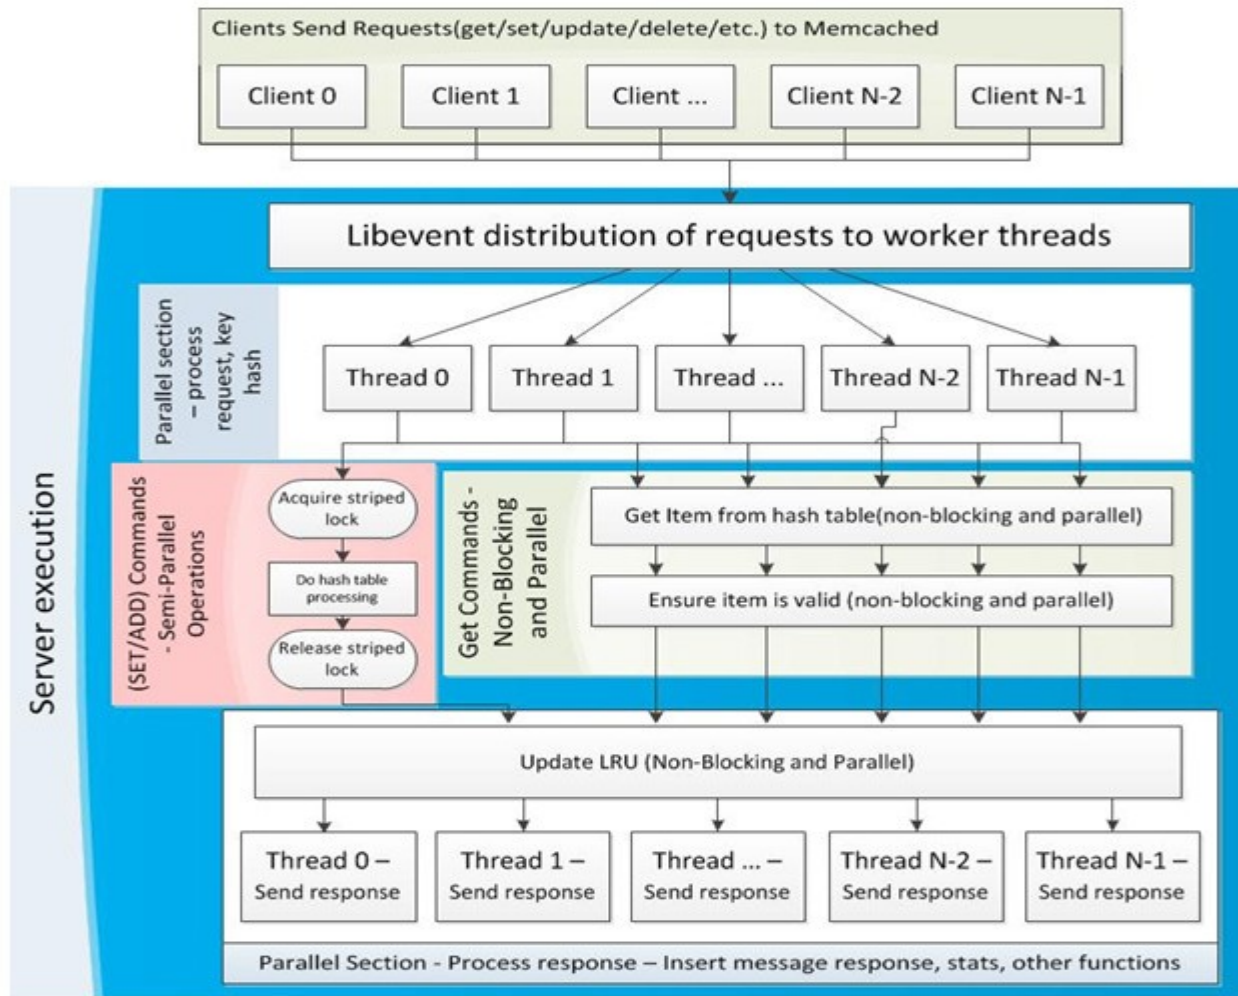 Clients Send Requests(get/set/update/delete/etc.) to Memcached
Client 0
Client 1
Client ...
Client N-2
Client N-1
Libevent distribution of requests to worker threads
Parallel section
– process
request, key
hash
Thread 0
Thread 1
Thread ...
Thread N-2
Thread N-1
Server execution
(SET/ADD) Commands
- Semi-Parallel
Operations
Acquire striped
lock
Do hash table
processing
Release striped
lock
Get Commands -
Non-Blocking
and Parallel
Get Item from hash table(non-blocking and parallel)
Ensure item is valid (non-blocking and parallel)
Update LRU (Non-Blocking and Parallel)
Thread 0 –
Send response
Thread 1 –
Send response
Thread ... –
Send response
Thread N-2 –
Send response
Thread N-1 –
Send response
Parallel Section - Process response – Insert message response, stats, other functions